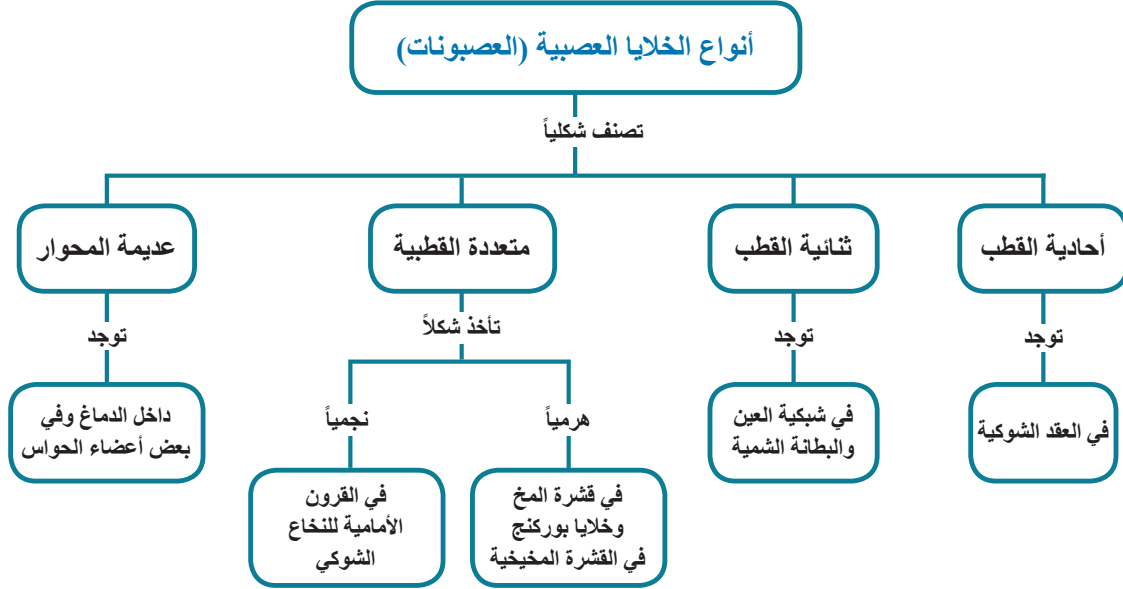 أنواع الخلايا العصبية (العصبونات)
تصنف شكلياً
أحادية القطب
ثنائية القطب
متعددة القطبية
عديمة المحوار
توجد
توجد
تأخذ شكلاً
توجد
في العقد الشوكية
في شبكية العين
والبطانة الشمية
هرمياً
نجمياً
داخل الدماغ وفي
بعض أعضاء الحواس
في قشرة المخ
وخلايا بوركنج
في القشرة المخيخية
في القرون
الأمامية للنخاع
الشوكي